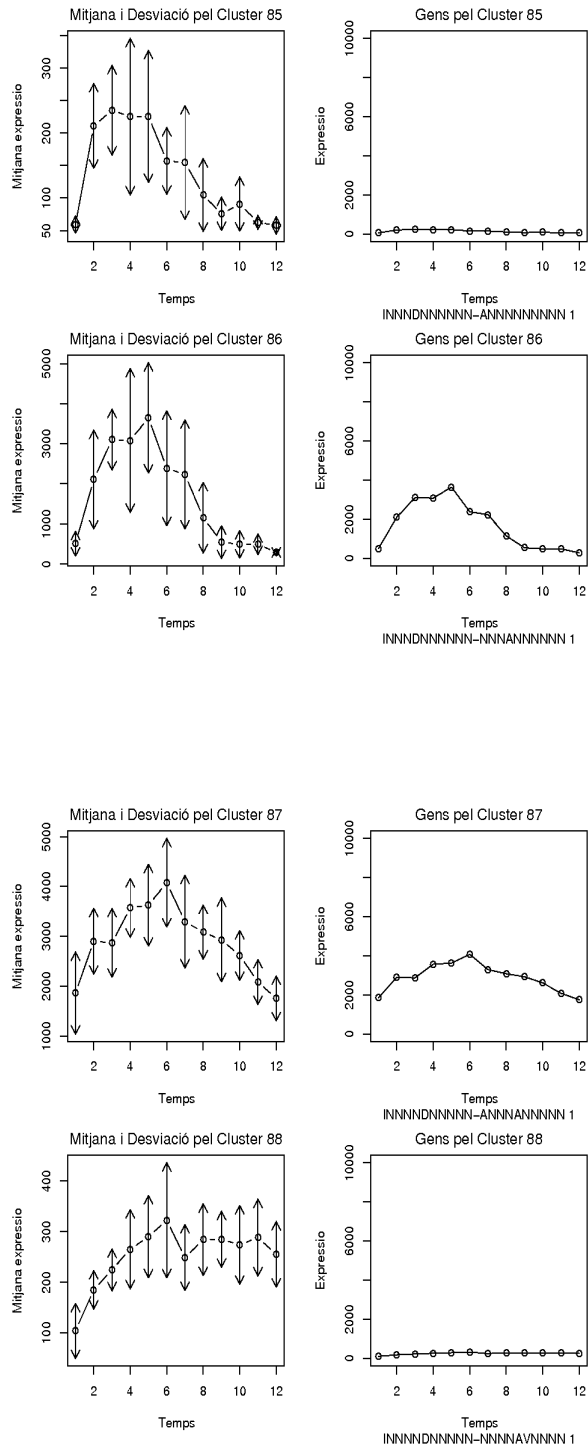 Mitjana i Desviació pel Cluster 85
Mitjana expressio
50 100 200 300
2 4 6 8 10 12
Temps
Gens pel Cluster 85
Expressio
0 2000 6000 10000
2 4 6 8 10 12
Temps
INNNDNNNNNN-ANNNNNNNNN 1
Mitjana i Desviació pel Cluster 86
Mitjana expressio
0 1000 3000 5000
2 4 6 8 10 12
Temps
Gens pel Cluster 86
Expressio
0 2000 6000 10000
2 4 6 8 10 12
Temps
INNNDNNNNNN-NNNANNNNNN 1
Mitjana i Desviació pel Cluster 87
Mitjana expressio
1000 2000 3000 4000 5000
2 4 6 8 10 12
Temps
Gens pel Cluster 87
Expressio
0 2000 6000 10000
2 4 6 8 10 12
Temps
INNNNDNNNNN-ANNNANNNNN 1
Mitjana i Desviació pel Cluster 88
Mitjana expressio
100 200 300 400
2 4 6 8 10 12
Temps
Gens pel Cluster 88
Expressio
0 2000 6000 10000
2 4 6 8 10 12
Temps
INNNNDNNNNN-NNNNAVNNNN 1